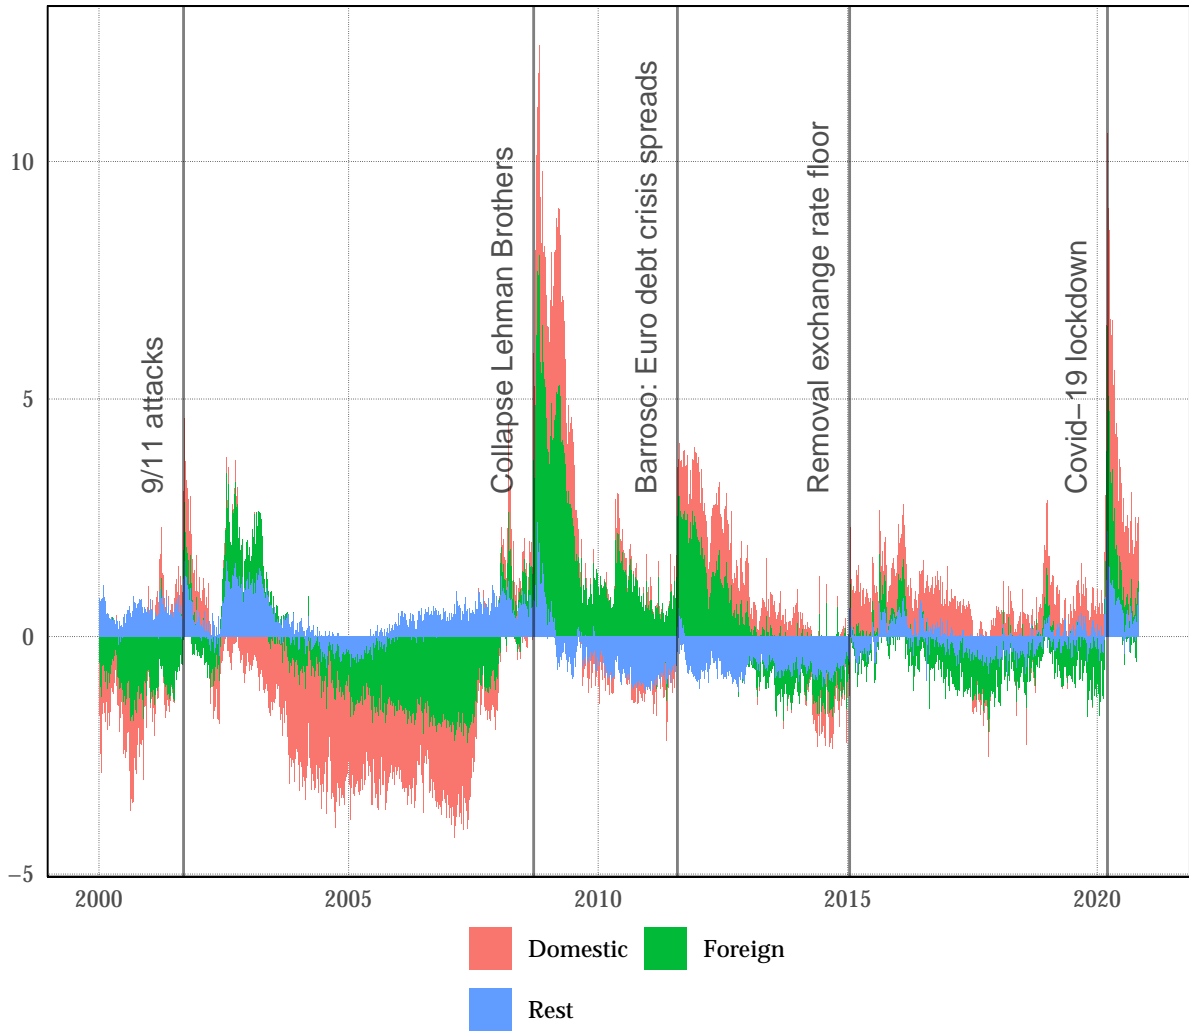 10
5
0
−5
9/11 attacks
Collapse Lehman Brothers
Barroso: Euro debt crisis spreads
Removal exchange rate floor
Covid−19 lockdown
2000
2005
2010
2015
2020
Domestic
Foreign
Rest